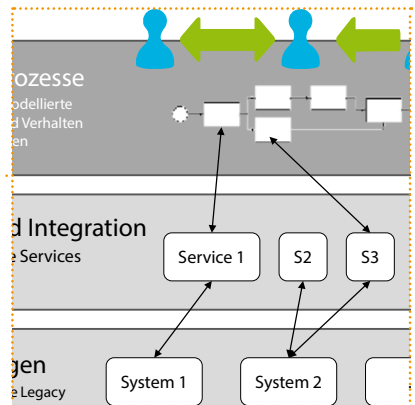 ozesse
odellierte
d Verhalten
en
d Integration
e Services
Service 1
S2
S3
gen
e Legacy
System 1
System 2